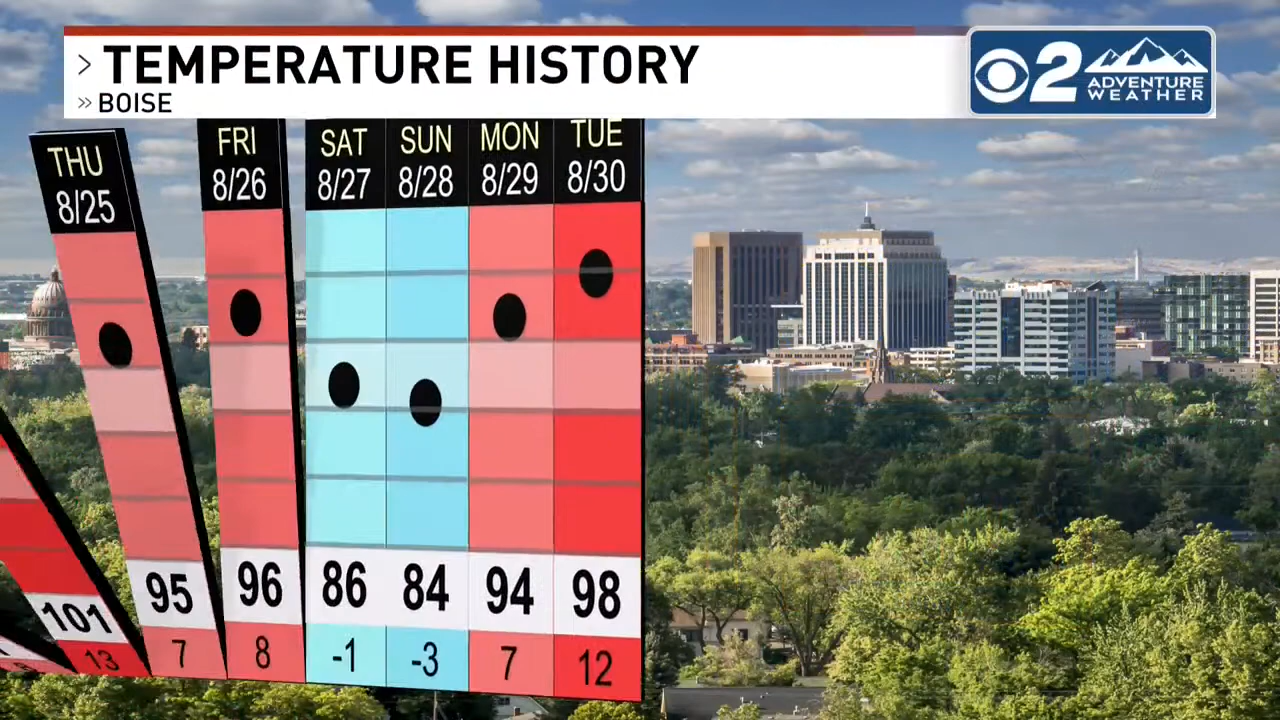 > TEMPERATURE HISTORY
» BOISE
2 ADVENTURE
WEATHER
THU FRI SAT SUN MON TUE
8/25 8/26 8/27 8/28 8/29 8/30
101 95 96 86 84 94 98
13 7 8 -1 -3 7 12